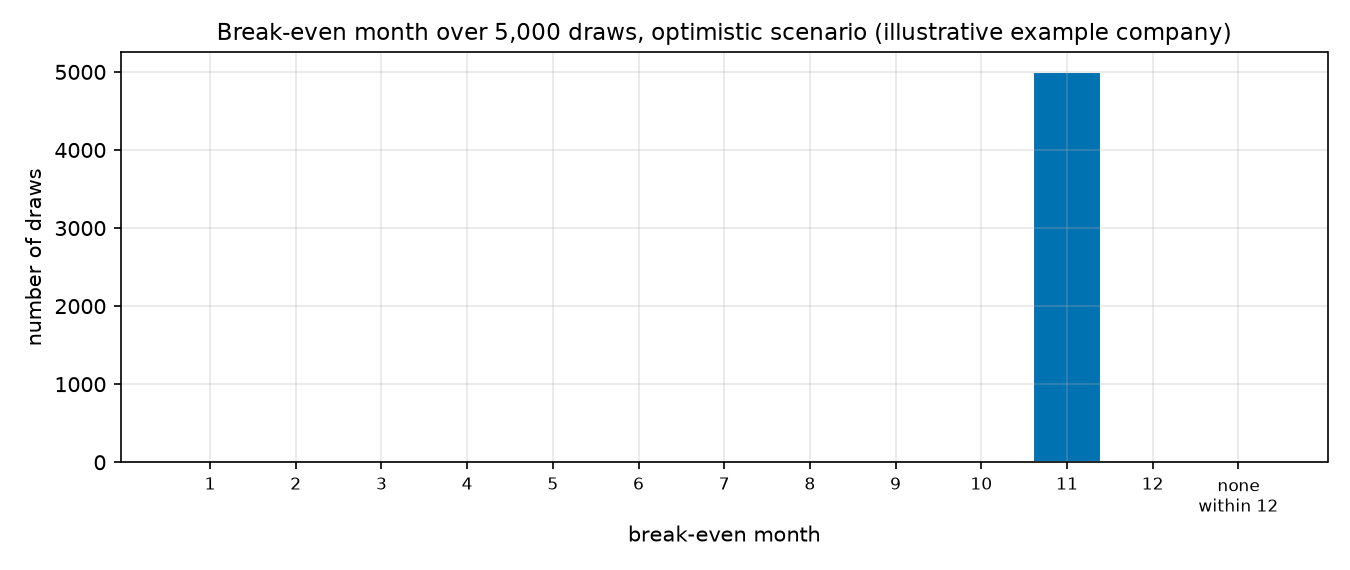 Break-even month over 5,000 draws, optimistic scenario (illustrative example company)
number of draws
5000
4000
3000
2000
1000
0
1 2 3 4 5 6 7 8 9 10 11 12 none
within 12
break-even month